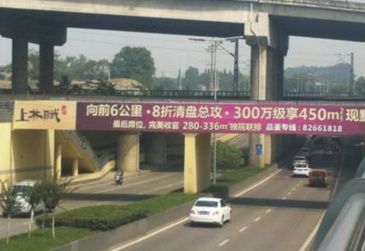 上林赋
向前6公里·8折清盘总攻·300万级享450m²现墅
最后席位,完美收官 280-336m²独院联排 品鉴专线:82661818